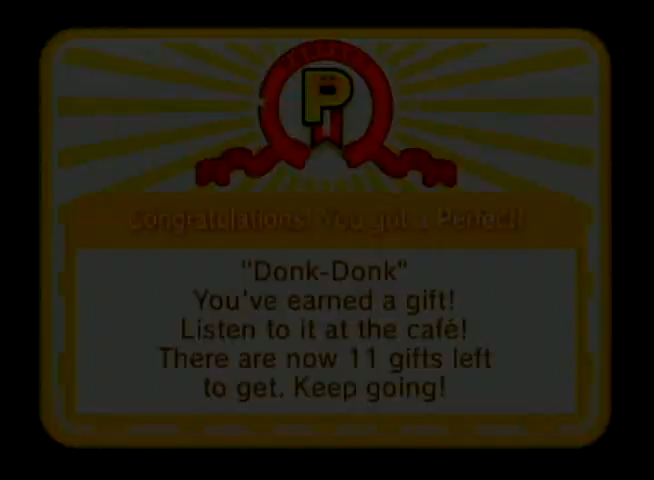 P
Congratulations! You got a Perfect!
"Donk-Donk"
You've earned a gift!
Listen to it at the café!
There are now 11 gifts left
to get. Keep going!